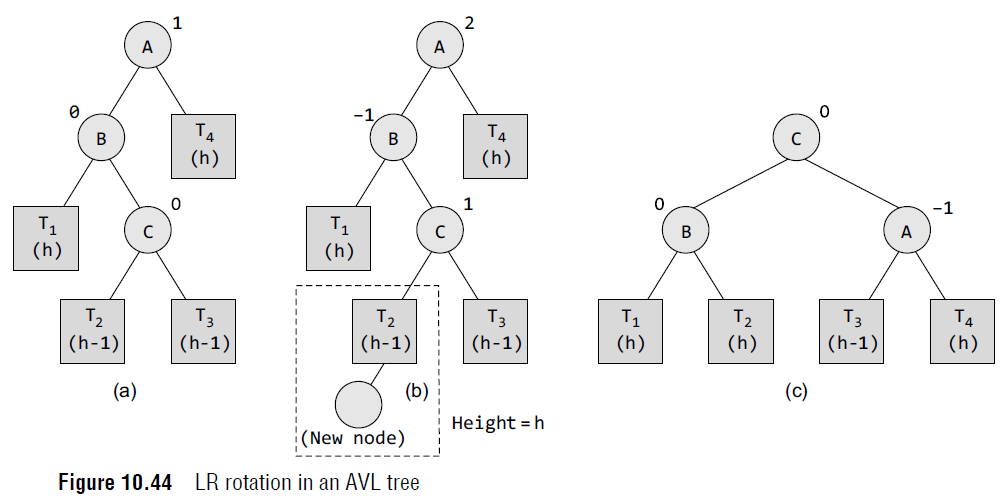 1
A
0
B
T4
(h)
T1
(h)
0
C
T2
(h-1)
T3
(h-1)
(a)
2
A
-1
B
T4
(h)
T1
(h)
1
C
T2
(h-1)
T3
(h-1)
(b)
(New node)
Height = h
0
C
0
B
-1
A
T1
(h)
T2
(h)
T3
(h-1)
T4
(h)
(c)
Figure 10.44 LR rotation in an AVL tree